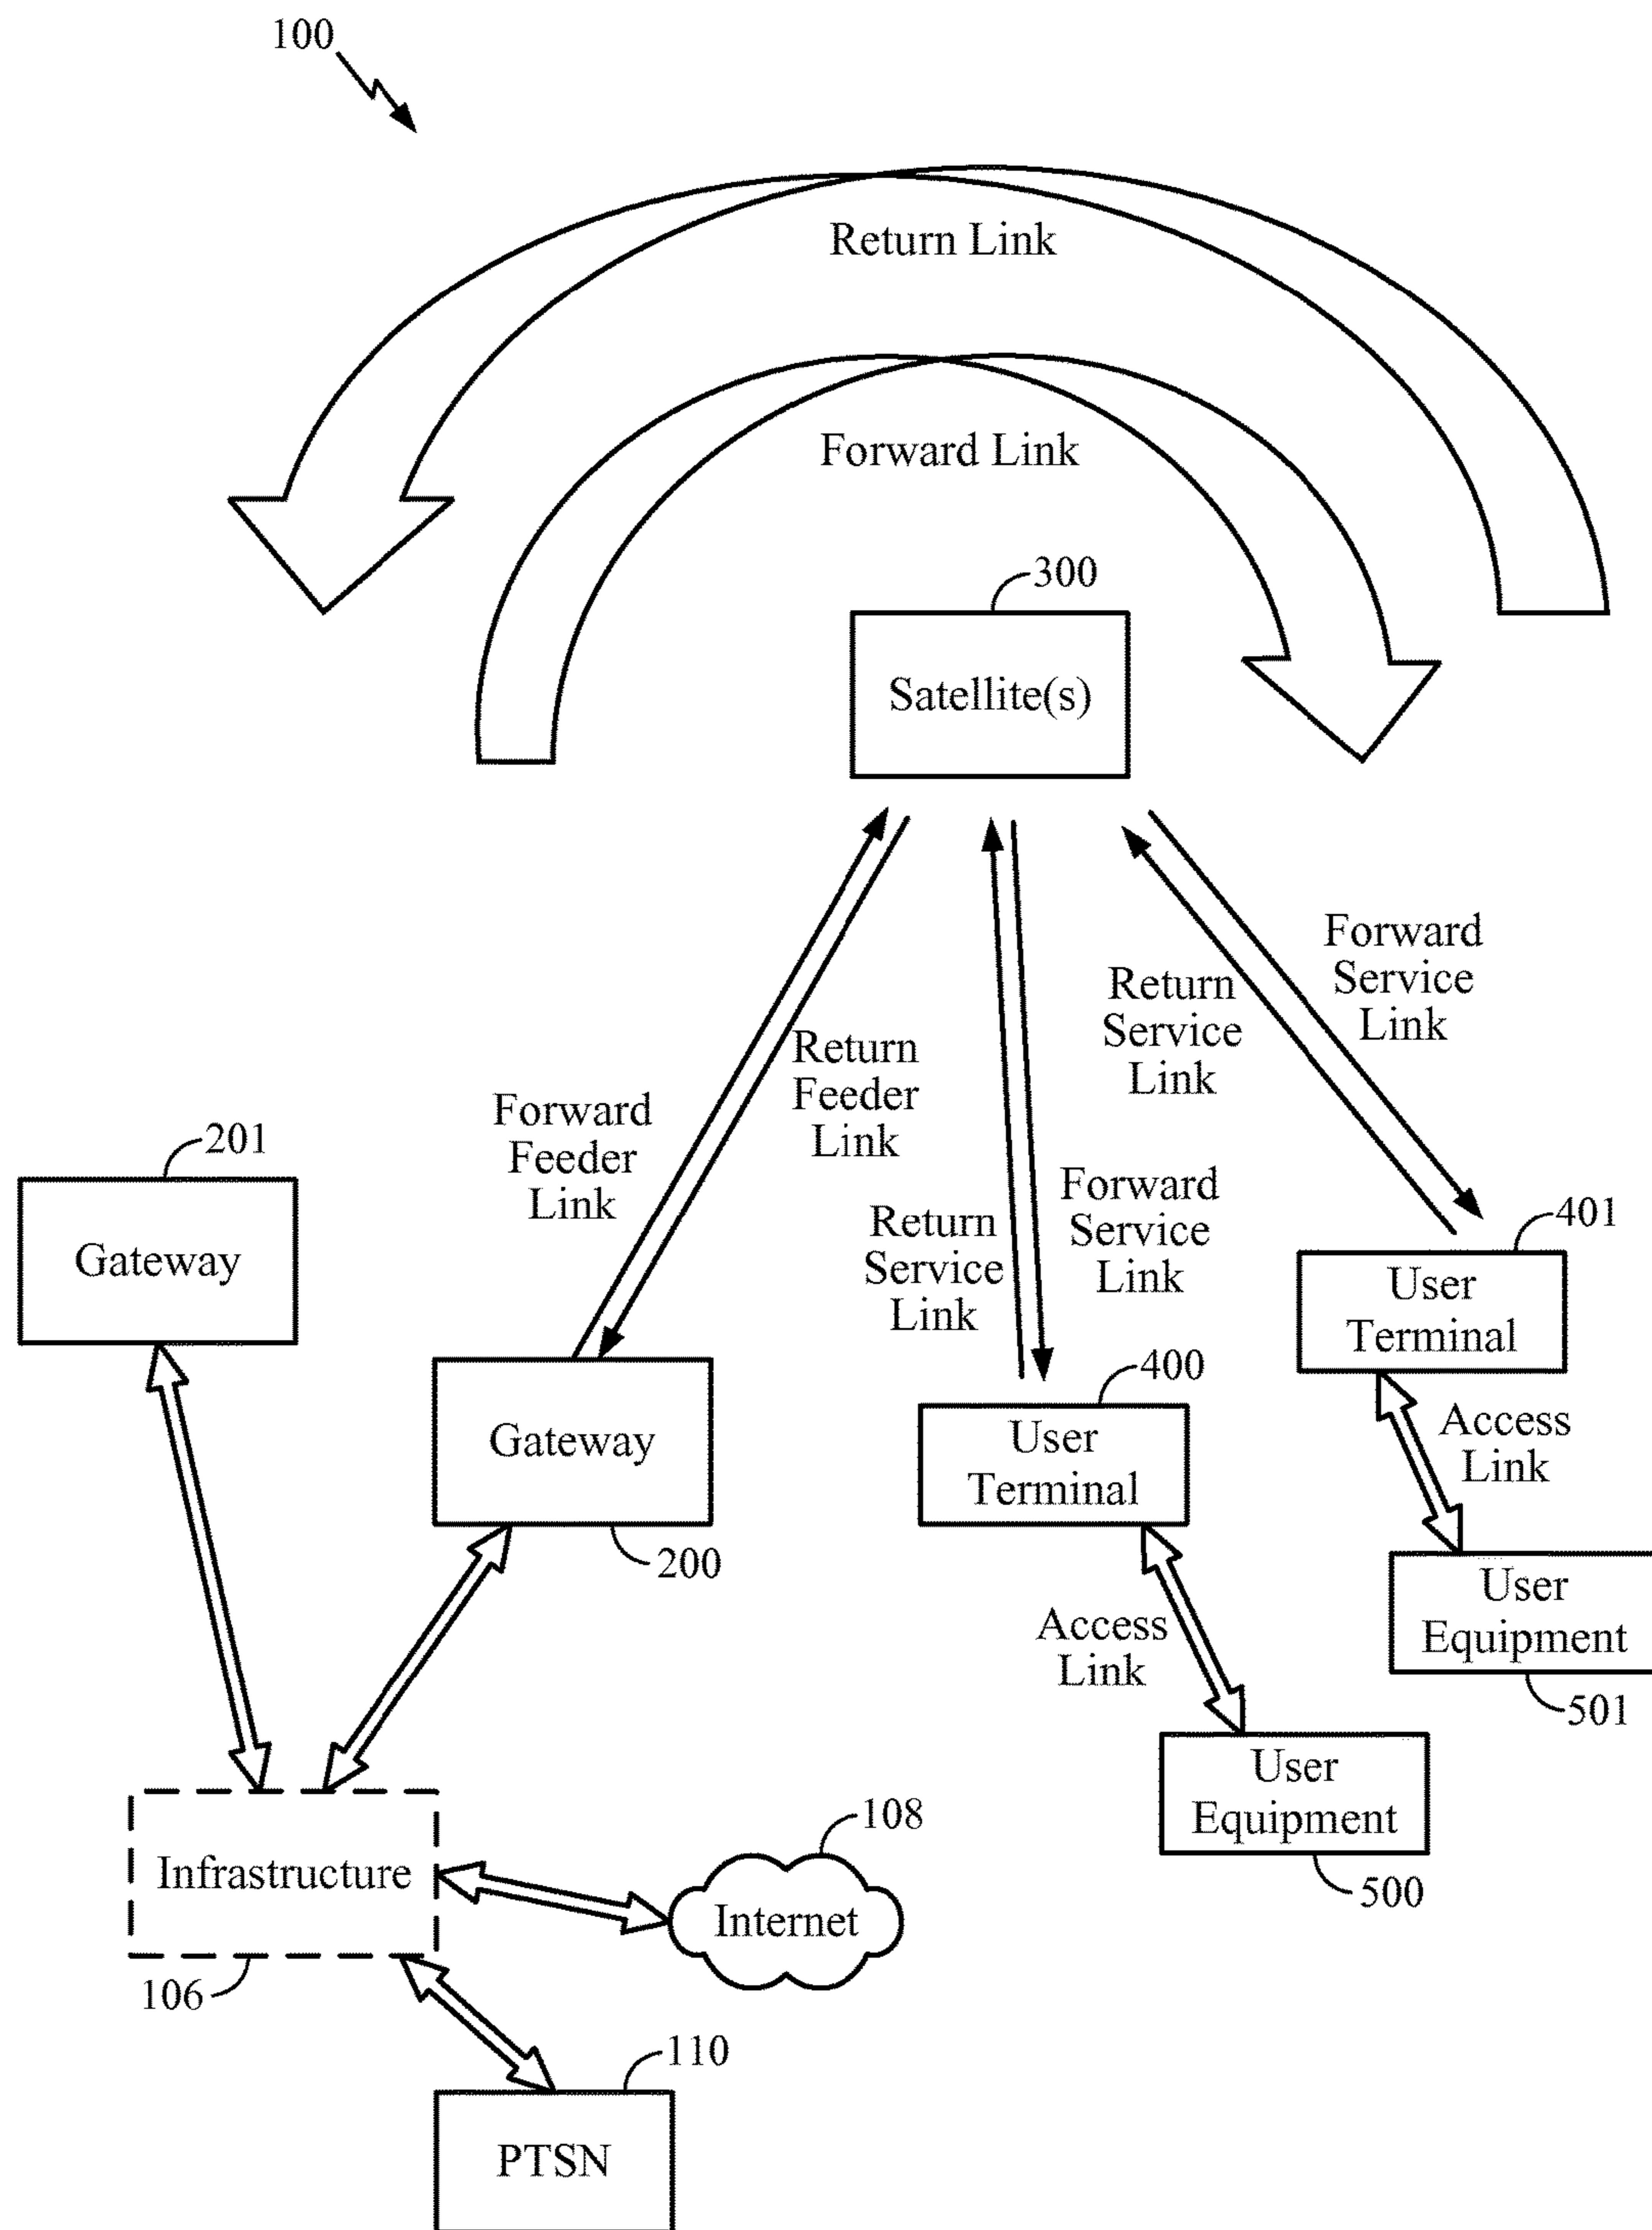 100
Return Link
Forward Link
300
Satellite(s)
Forward
Service
Link
Return
Service
Link
Return
Feeder
Link
Forward
Feeder
Link
201
Gateway
Forward
Service
Link
Return
Service
Link
401
User
Terminal
400
User
Terminal
Access
Link
Gateway
200
User
Equipment
501
Access
Link
User
Equipment
500
108
Infrastructure
Internet
106
110
PTSN